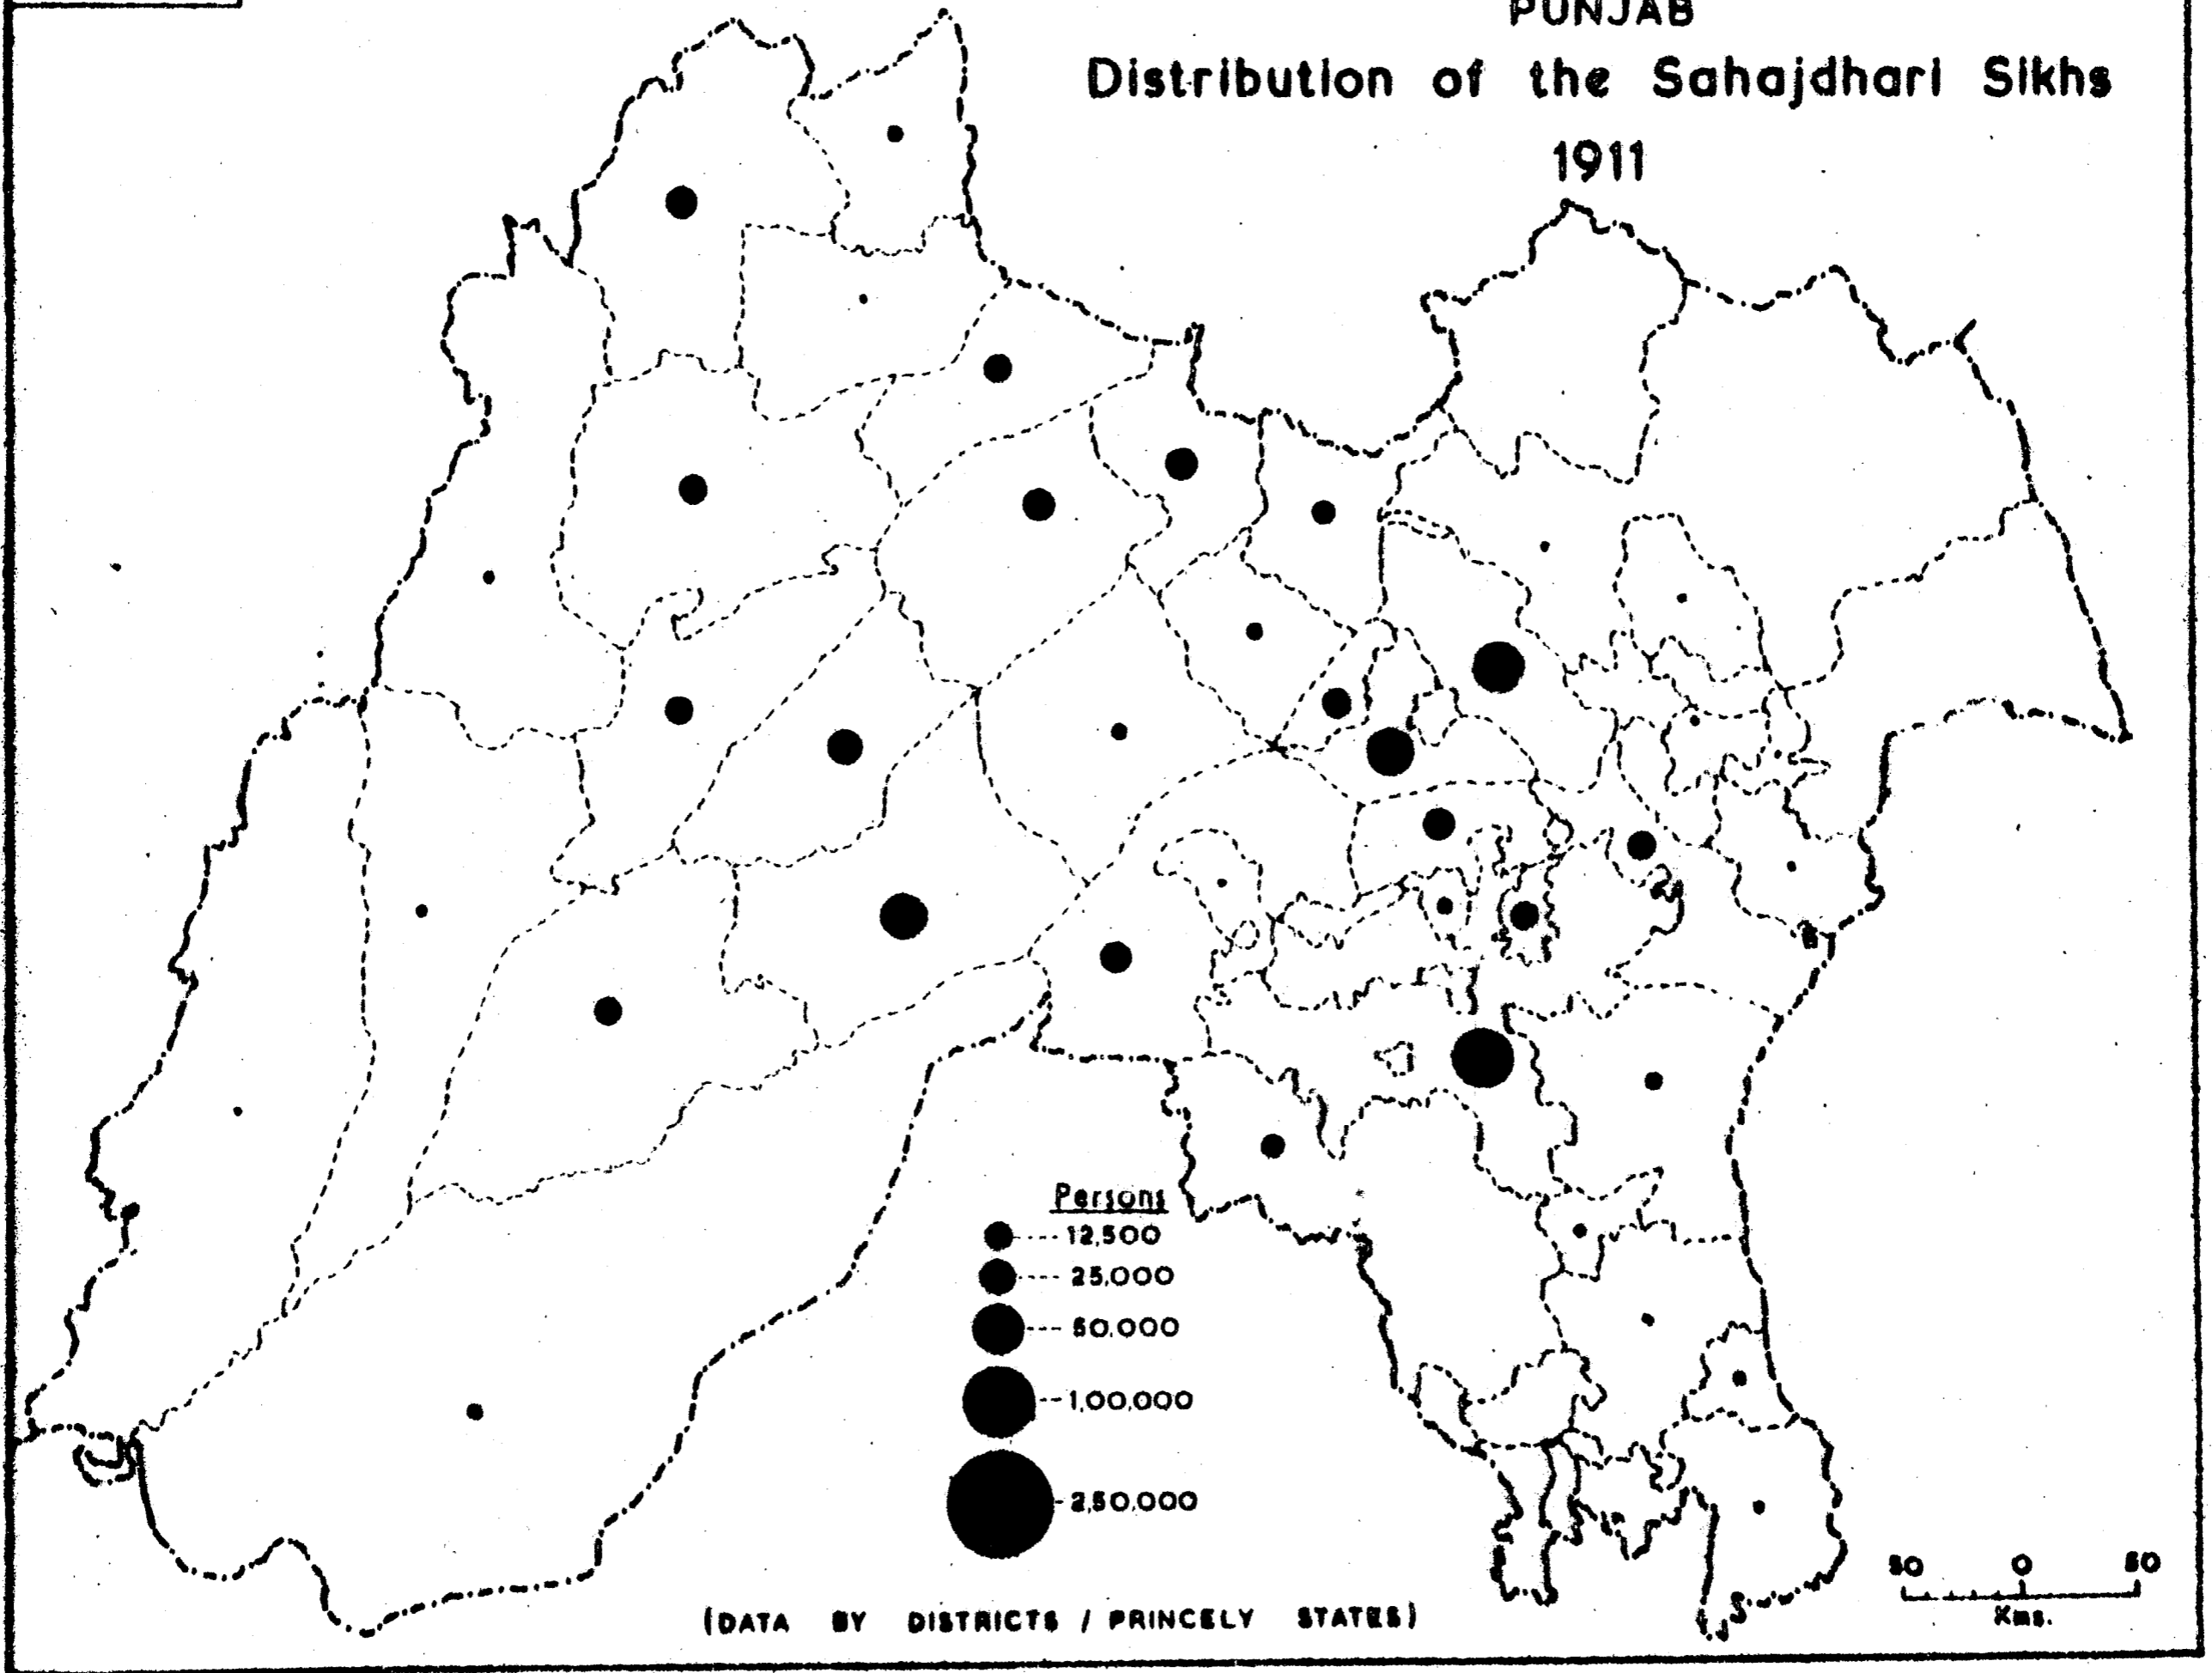 PUNJAB
Distribution of the Sahajdhari Sikhs
1911
Persons
12,500
25,000
50,000
1,00,000
2,50,000
50 0 50
Kms.
(DATA BY DISTRICTS / PRINCELY STATES)